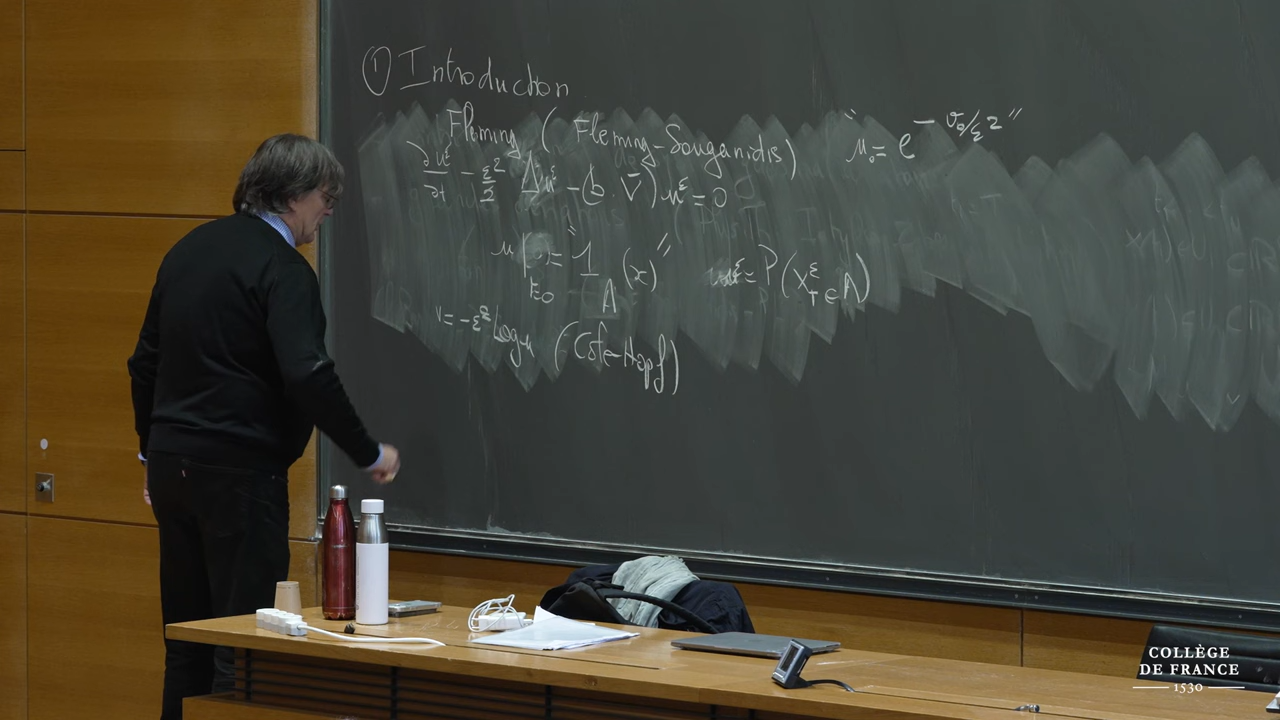 ① Introduction
Fleming ( Fleming-Souganidis) "u₀ = e^{-v₀/ε²}"
∂u^ε/∂t - ε²/2 Δu^ε - (b . ∇) u^ε = 0
u|_{t=0} = "1_A (x)" u^ε = P(X^ε_T ∈ A)
v = -ε² Log u (Cole-Hopf)
COLLÈGE
DE FRANCE
1530